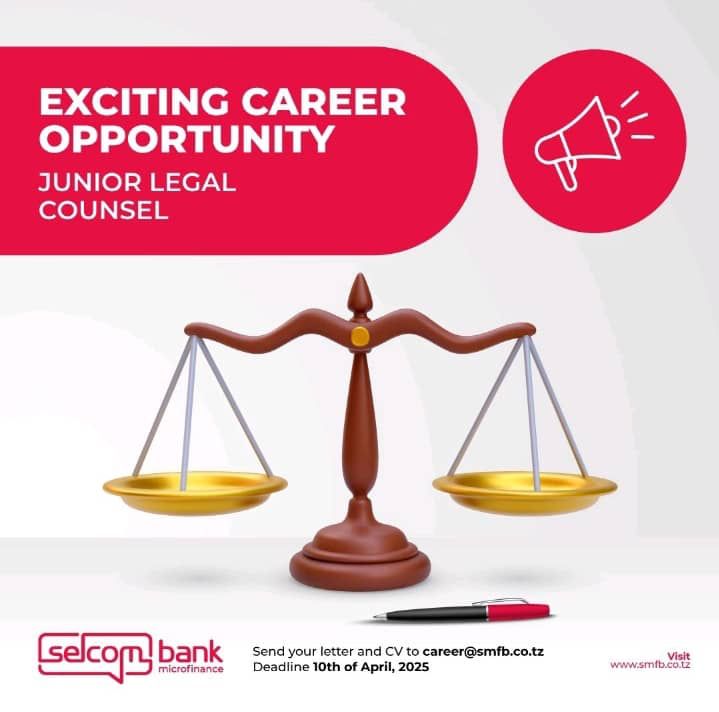 EXCITING CAREER
OPPORTUNITY
JUNIOR LEGAL
COUNSEL
selcom bank
microfinance
Send your letter and CV to career@smfb.co.tz
Deadline 10th of April, 2025
Visit
www.smfb.co.tz